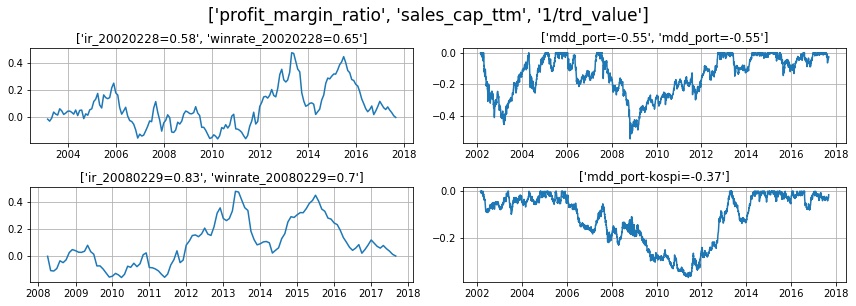 ['profit_margin_ratio', 'sales_cap_ttm', '1/trd_value']
['ir_20020228=0.58', 'winrate_20020228=0.65']
0.4
0.2
0.0
2004 2006 2008 2010 2012 2014 2016 2018
['mdd_port=-0.55', 'mdd_port=-0.55']
0.0
−0.2
−0.4
2002 2004 2006 2008 2010 2012 2014 2016 2018
['ir_20080229=0.83', 'winrate_20080229=0.7']
0.4
0.2
0.0
2008 2009 2010 2011 2012 2013 2014 2015 2016 2017 2018
['mdd_port-kospi=-0.37']
0.0
−0.2
2002 2004 2006 2008 2010 2012 2014 2016 2018